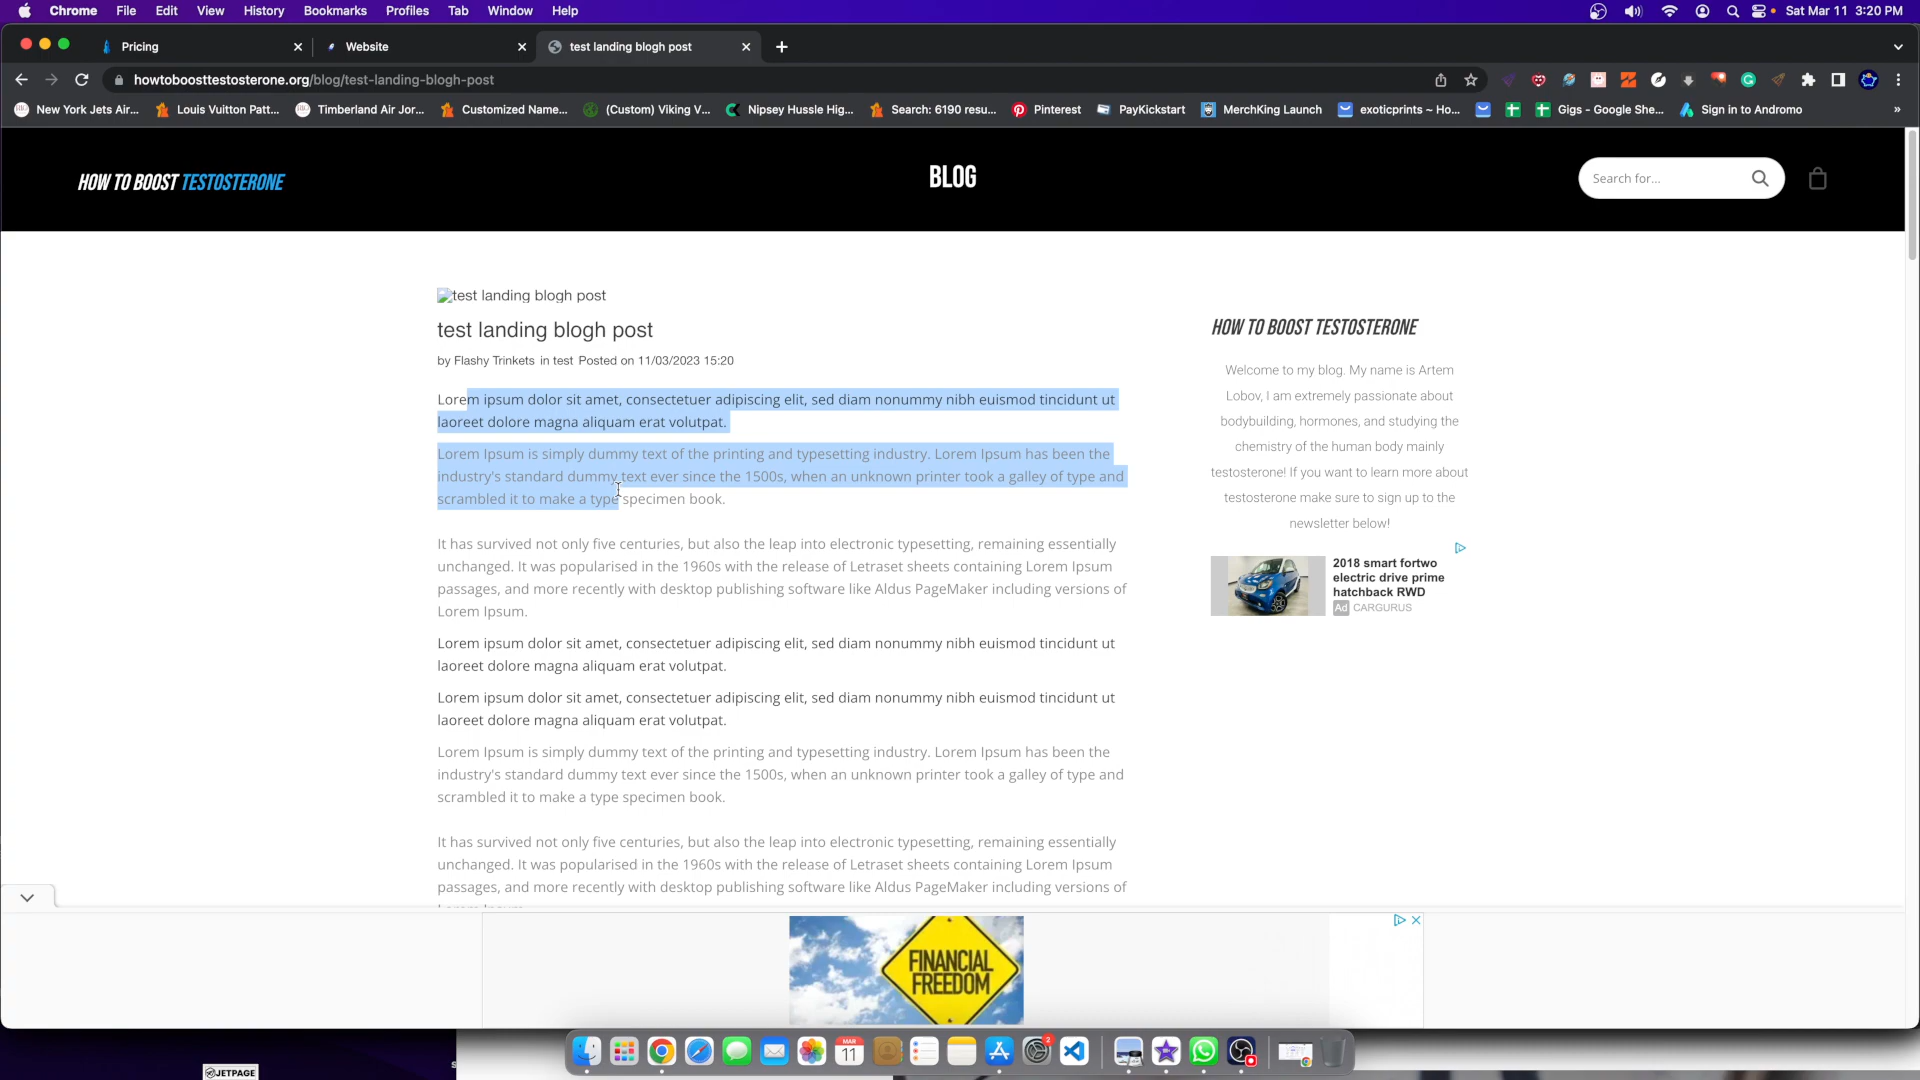 Chrome File Edit View History Bookmarks Profiles Tab Window Help
Sat Mar 11 3:20 PM
Pricing
Website
test landing blogh post
howtoboosttestosterone.org/blog/test-landing-blogh-post
New York Jets Air...
Louis Vuitton Patt...
Timberland Air Jor...
Customized Name...
(Custom) Viking V...
Nipsey Hussle Hig...
Search: 6190 resu...
Pinterest
PayKickstart
MerchKing Launch
exoticprints ~ Ho...
Gigs - Google She...
Sign in to Andromo
»
HOW TO BOOST TESTOSTERONE
BLOG
Search for...
test landing blogh post
test landing blogh post
by Flashy Trinkets in test Posted on 11/03/2023 15:20
Lorem ipsum dolor sit amet, consectetuer adipiscing elit, sed diam nonummy nibh euismod tincidunt ut
laoreet dolore magna aliquam erat volutpat.
Lorem Ipsum is simply dummy text of the printing and typesetting industry. Lorem Ipsum has been the
industry's standard dummy text ever since the 1500s, when an unknown printer took a galley of type and
scrambled it to make a type specimen book.
It has survived not only five centuries, but also the leap into electronic typesetting, remaining essentially
unchanged. It was popularised in the 1960s with the release of Letraset sheets containing Lorem Ipsum
passages, and more recently with desktop publishing software like Aldus PageMaker including versions of
Lorem Ipsum.
Lorem ipsum dolor sit amet, consectetuer adipiscing elit, sed diam nonummy nibh euismod tincidunt ut
laoreet dolore magna aliquam erat volutpat.
Lorem ipsum dolor sit amet, consectetuer adipiscing elit, sed diam nonummy nibh euismod tincidunt ut
laoreet dolore magna aliquam erat volutpat.
Lorem Ipsum is simply dummy text of the printing and typesetting industry. Lorem Ipsum has been the
industry's standard dummy text ever since the 1500s, when an unknown printer took a galley of type and
scrambled it to make a type specimen book.
It has survived not only five centuries, but also the leap into electronic typesetting, remaining essentially
unchanged. It was popularised in the 1960s with the release of Letraset sheets containing Lorem Ipsum
passages, and more recently with desktop publishing software like Aldus PageMaker including versions of
HOW TO BOOST TESTOSTERONE
Welcome to my blog. My name is Artem
Lobov, I am extremely passionate about
bodybuilding, hormones, and studying the
chemistry of the human body mainly
testosterone! If you want to learn more about
testosterone make sure to sign up to the
newsletter below!
2018 smart fortwo
electric drive prime
hatchback RWD
Ad CARGURUS
FINANCIAL
FREEDOM
MAR
11
2
JETPAGE